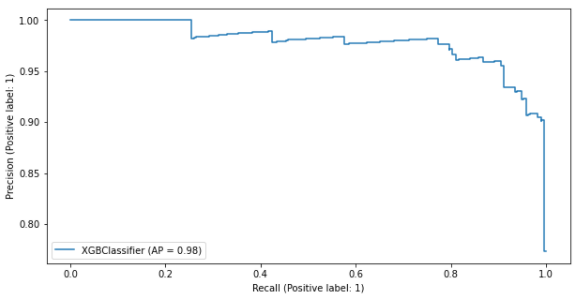 1.00
0.95
0.90
0.85
0.80
Precision (Positive label: 1)
XGBClassifier (AP = 0.98)
0.0 0.2 0.4 0.6 0.8 1.0
Recall (Positive label: 1)